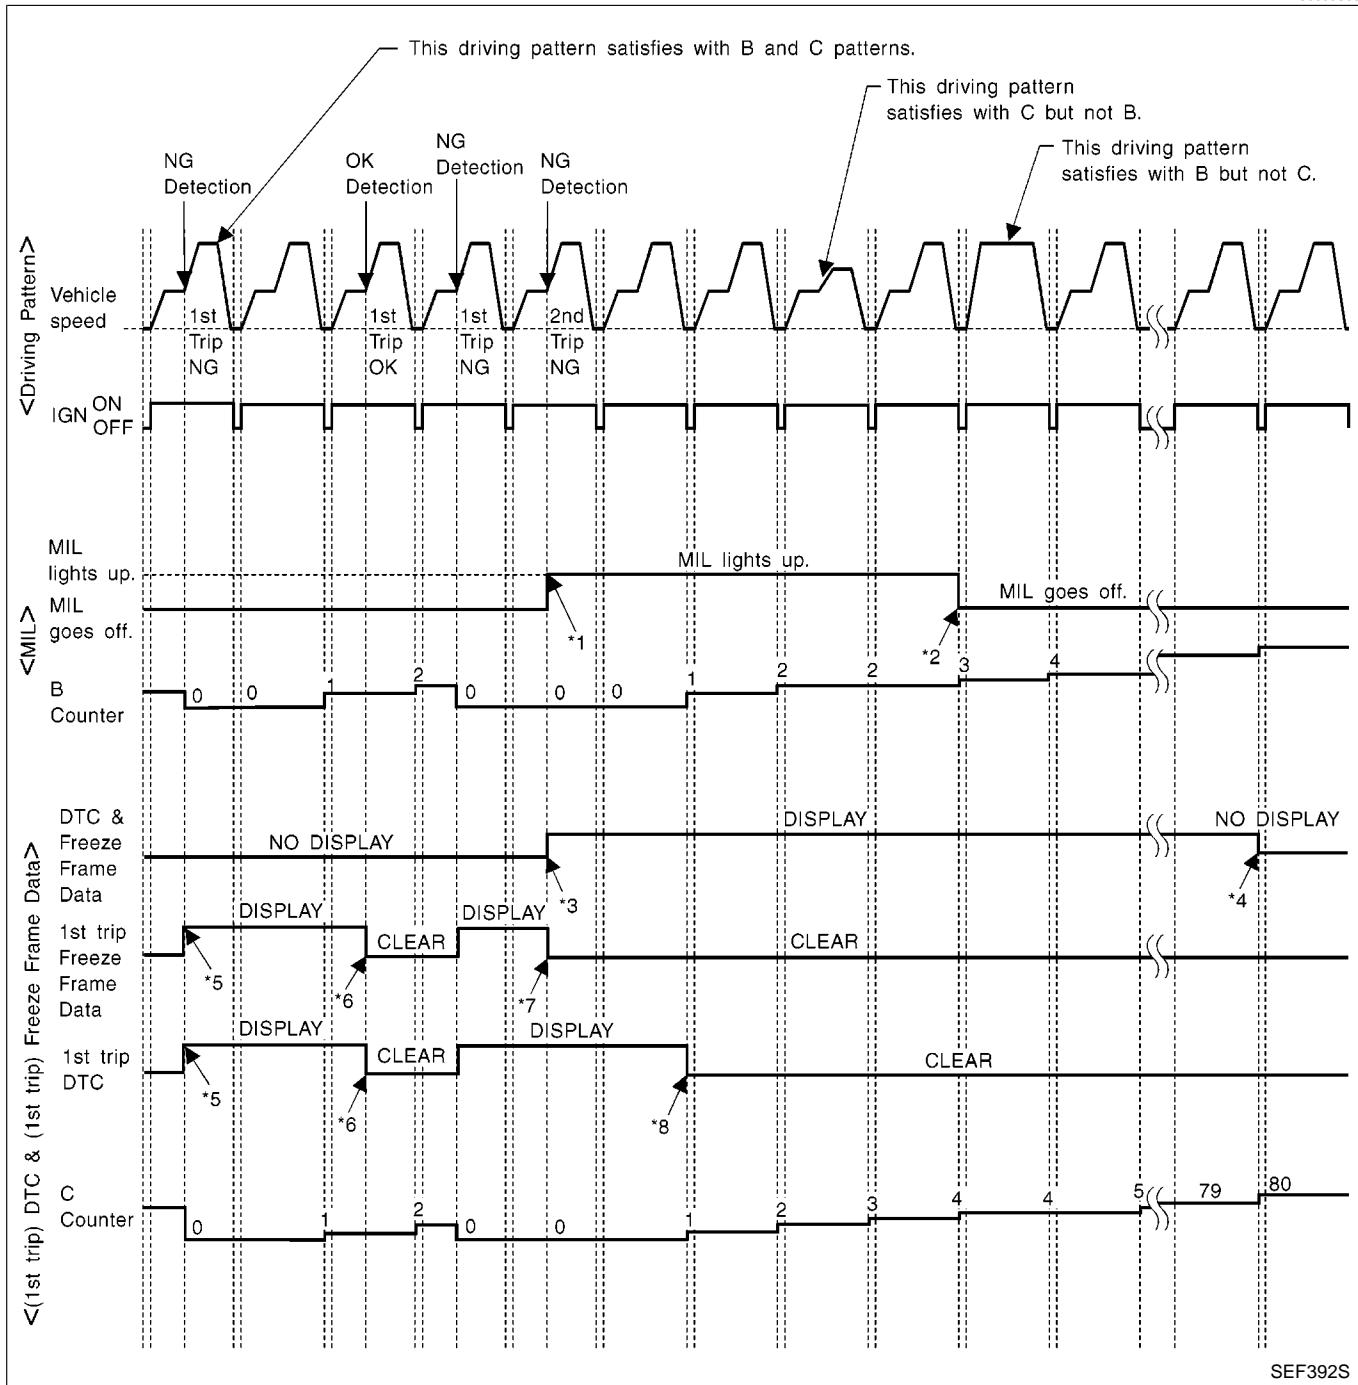 This driving pattern satisfies with B and C patterns.
This driving pattern
satisfies with C but not B.
This driving pattern
satisfies with B but not C.
NG
Detection
OK
Detection
NG
Detection
NG
Detection
<Driving Pattern>
Vehicle
speed
1st
Trip
NG
1st
Trip
OK
1st
Trip
NG
2nd
Trip
NG
IGN ON
OFF
<MIL>
MIL
lights up.
MIL lights up.
MIL
goes off.
MIL goes off.
*1
*2
B
Counter
0 0 1 2 0 0 0 1 2 2 3 4
<(1st trip) DTC & (1st trip) Freeze Frame Data>
DTC &
Freeze
Frame
Data
NO DISPLAY
DISPLAY
NO DISPLAY
*3
*4
1st trip
Freeze
Frame
Data
DISPLAY
CLEAR
DISPLAY
CLEAR
*5
*6
*7
1st trip
DTC
DISPLAY
CLEAR
DISPLAY
CLEAR
*5
*6
*8
C
Counter
0 1 2 0 0 1 2 3 4 4 5 79 80
SEF392S